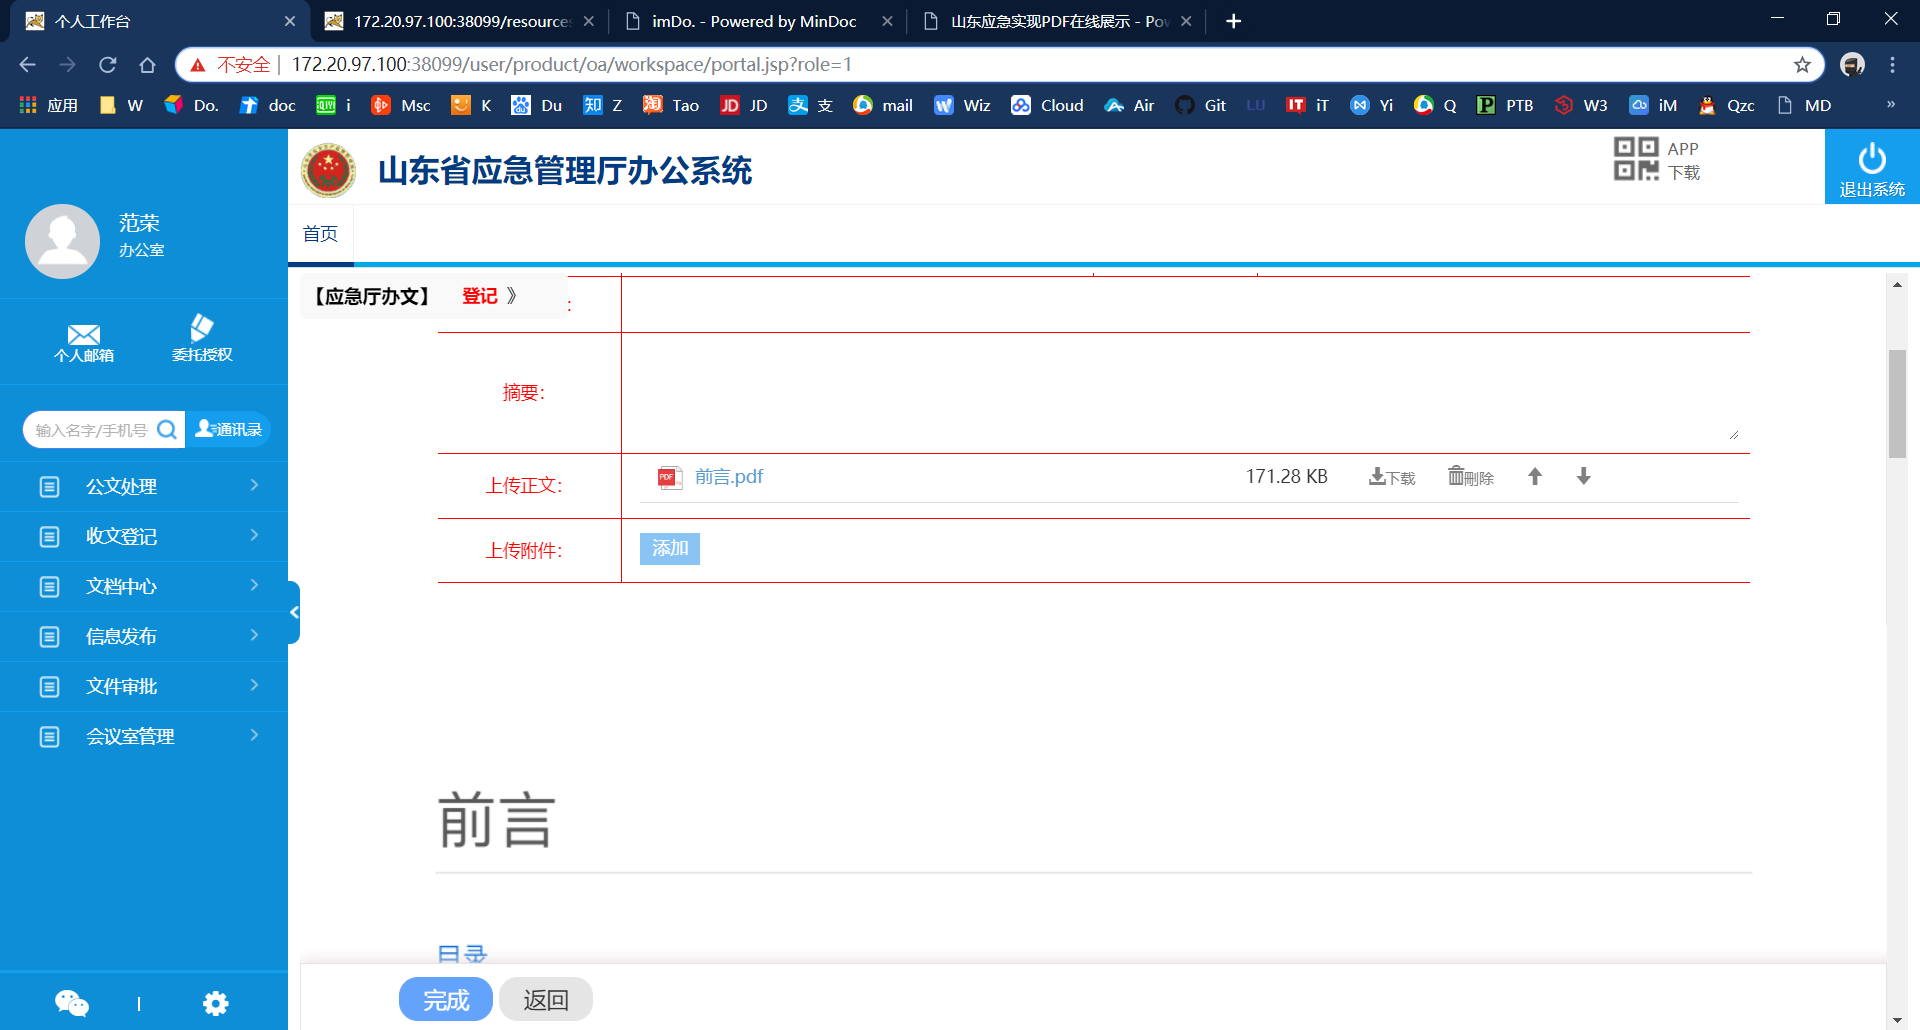 个人工作台
172.20.97.100:38099/resources
imDo. - Powered by MinDoc
山东应急实现PDF在线展示 - Pow
不安全 | 172.20.97.100:38099/user/product/oa/workspace/portal.jsp?role=1
应用 W Do. doc i Msc K Du Z Tao JD 支 mail Wiz Cloud Air Git LU iT Yi Q PTB W3 iM Qzc MD »
山东省应急管理厅办公系统
APP
下载
退出系统
范荣
办公室
首页
【应急厅办文】 登记 》
:
个人邮箱
委托授权
摘要:
输入名字/手机号
通讯录
上传正文:
前言.pdf
171.28 KB
下载
删除
上传附件:
添加
公文处理
收文登记
文档中心
信息发布
文件审批
会议室管理
前言
目录
完成
返回